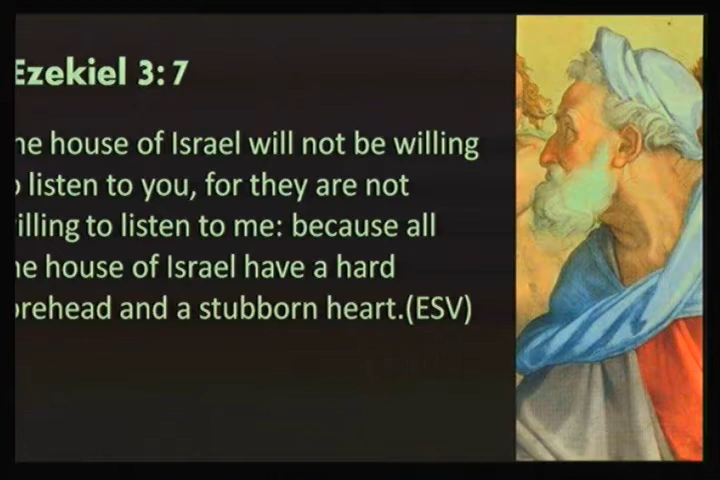 Ezekiel 3:7
he house of Israel will not be willing
o listen to you, for they are not
illing to listen to me: because all
he house of Israel have a hard
orehead and a stubborn heart.(ESV)